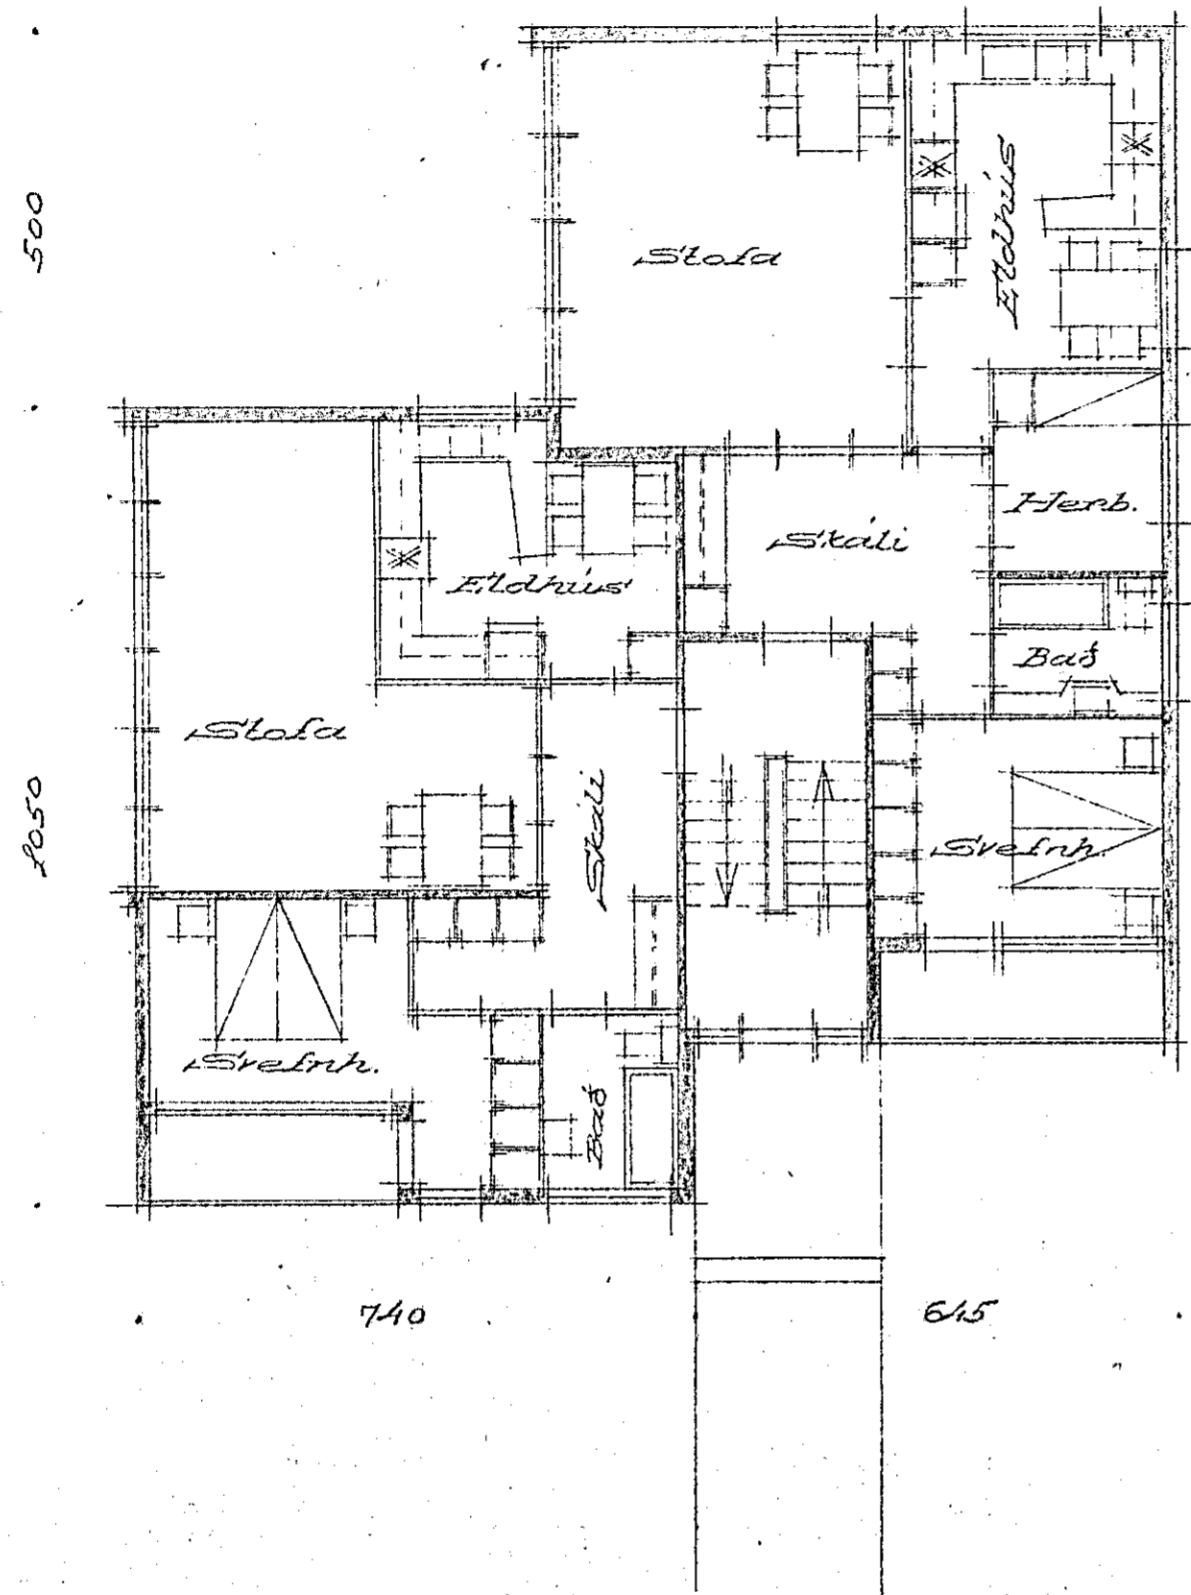 500
Stofa
Eldhús
Herb.
Skáli
Eldhús
Bað
Stofa
Skáli
1050
Svefnh.
Svefnh.
Bað
740
645